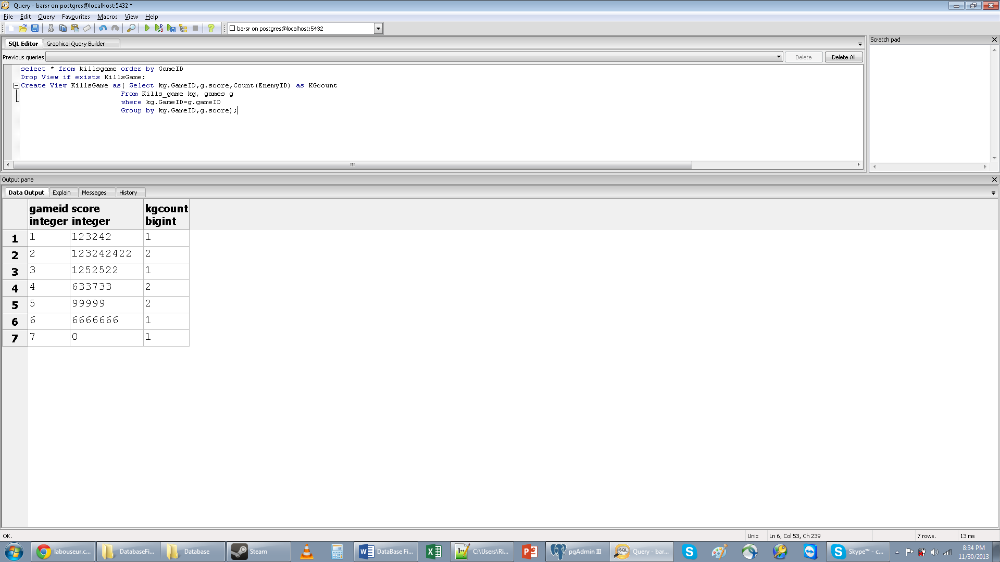 Query - barsr on postgres@localhost:5432 *
File Edit Query Favourites Macros View Help
barsr on postgres@localhost:5432
SQL Editor Graphical Query Builder
Scratch pad
Previous queries Delete Delete All
select * from killsgame order by GameID
Drop View if exists KillsGame;
Create View KillsGame as( Select kg.GameID,g.score,Count(EnemyID) as KGcount
From Kills_game kg, games g
where kg.GameID=g.gameID
Group by kg.GameID,g.score);
Output pane
Data Output Explain Messages History
gameid score kgcount
integer integer bigint
1 1 123242 1
2 2 123242422 2
3 3 1252522 1
4 4 633733 2
5 5 99999 2
6 6 6666666 1
7 7 0 1
OK. Unix Ln 6, Col 53, Ch 239 7 rows. 13 ms
labouseur.c... DatabaseFi... Database Steam DataBase Fi... C:\Users\Ri... pgAdmin III Query - bar... Skype™ - c...
8:34 PM
11/30/2013